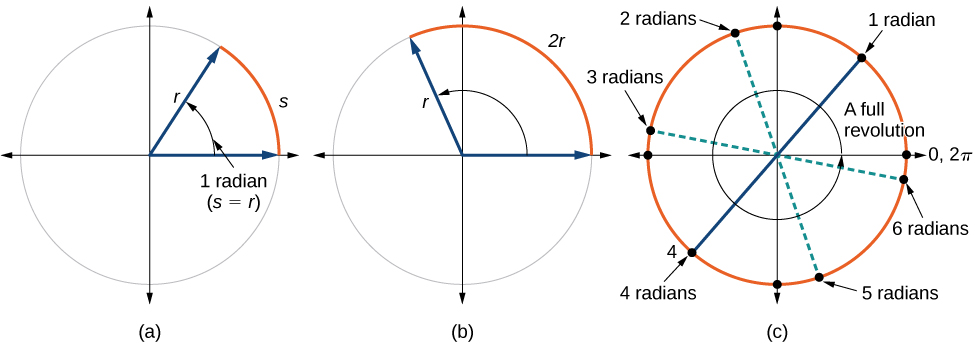 r
s
1 radian
(s = r)
(a)
2r
r
(b)
2 radians
1 radian
3 radians
A full
revolution
0, 2π
6 radians
4
4 radians
5 radians
(c)